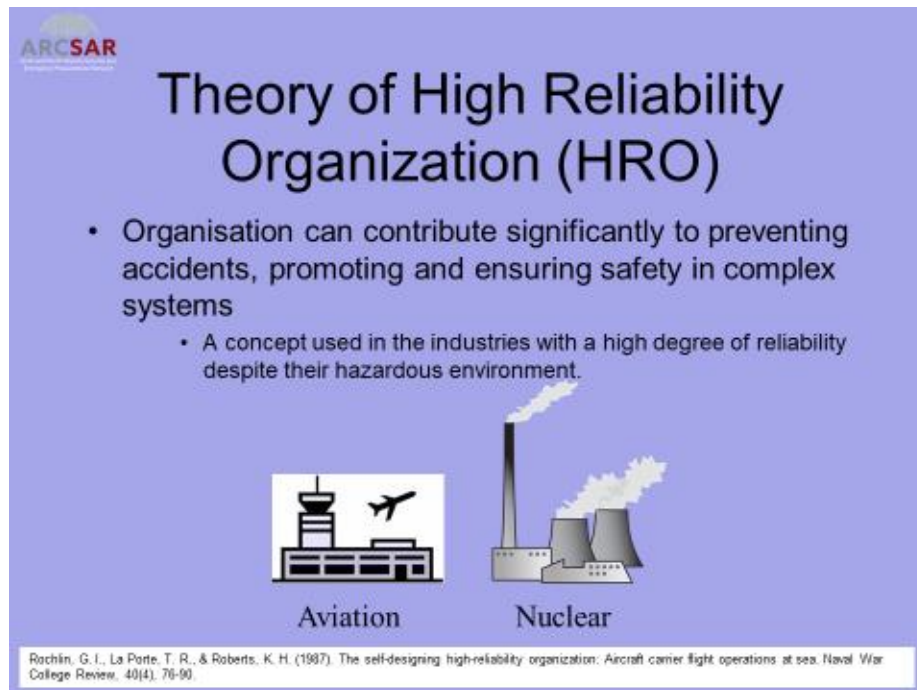 ARCSAR
Theory of High Reliability
Organization (HRO)
• Organisation can contribute significantly to preventing
accidents, promoting and ensuring safety in complex
systems
• A concept used in the industries with a high degree of reliability
despite their hazardous environment.
Aviation Nuclear
Rochlin, G. I., La Porte, T. R., & Roberts, K. H. (1987). The self-designing high-reliability organization: Aircraft carrier flight operations at sea. Naval War
College Review, 40(4), 76-90.